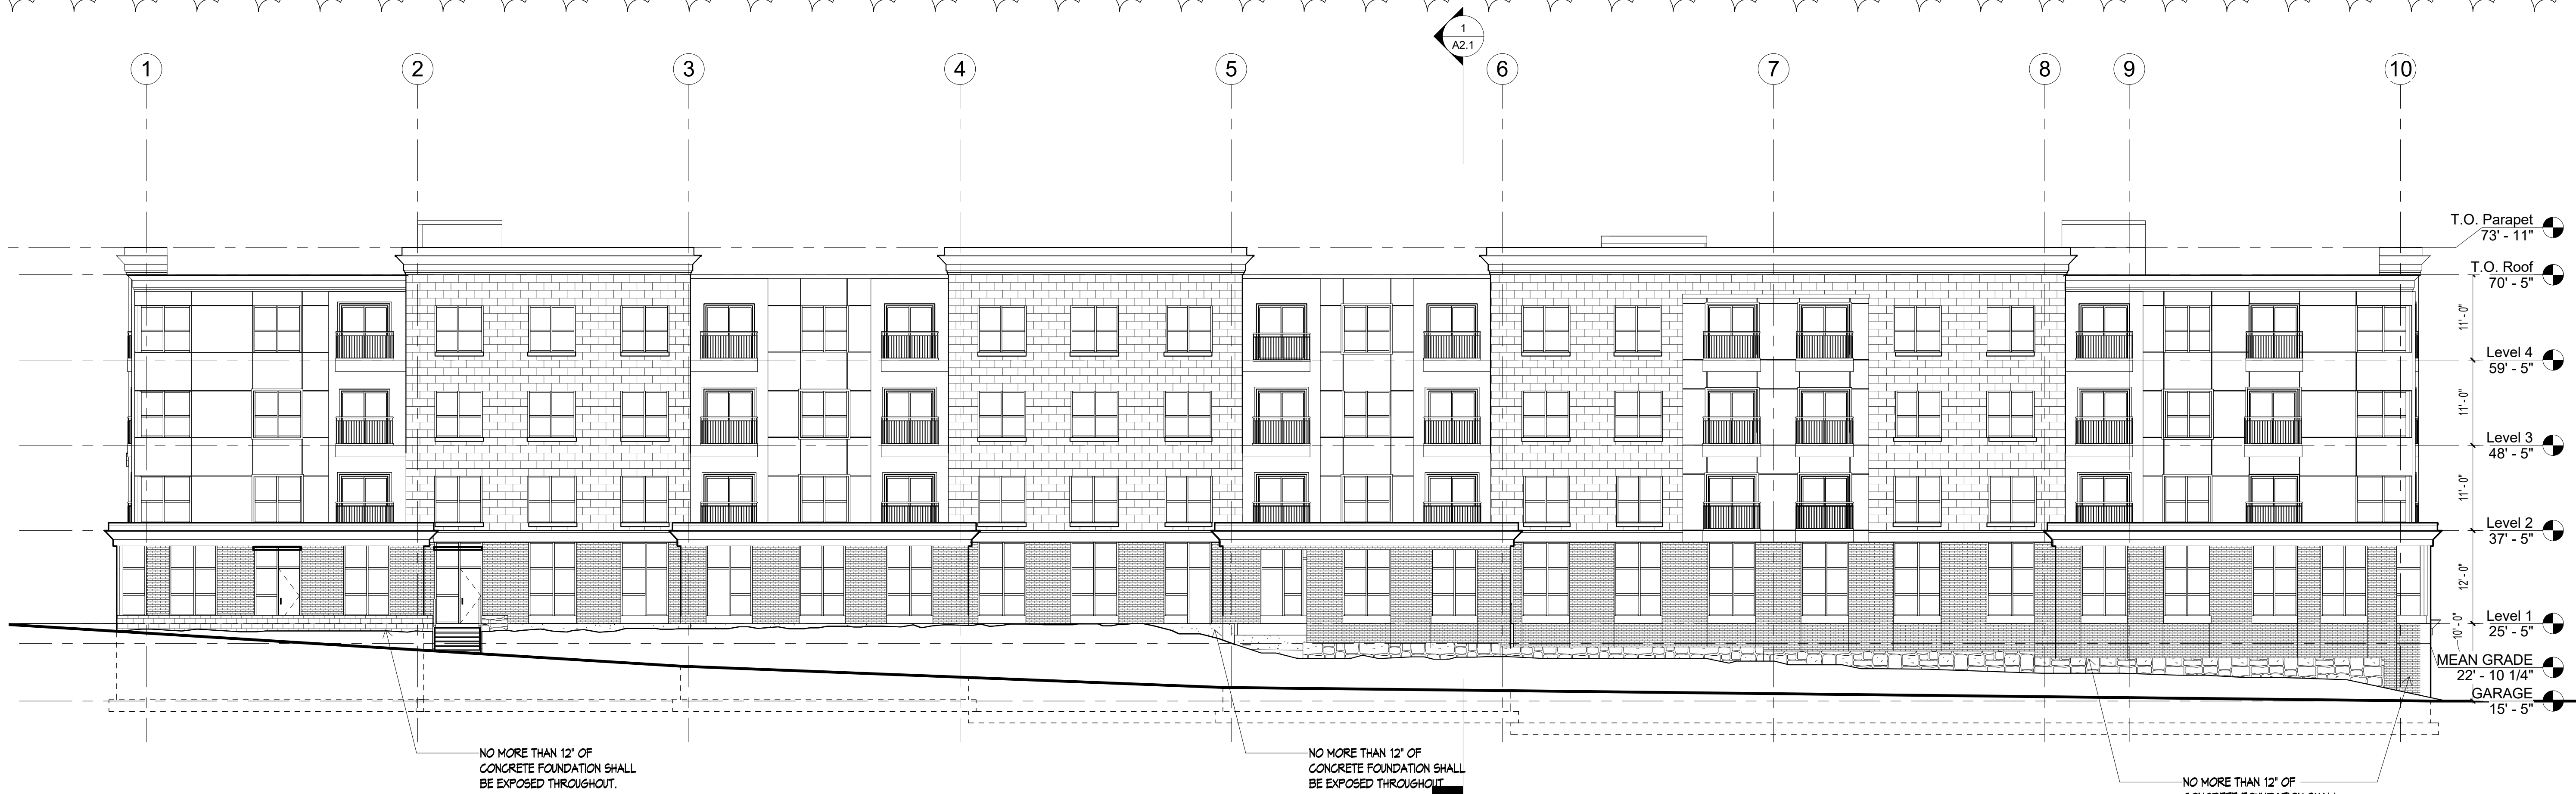 1
A2.1
1
2
3
4
5
6
7
8
9
10
T.O. Parapet
73' - 11"
T.O. Roof
70' - 5"
11'- 0"
Level 4
59' - 5"
11'- 0"
Level 3
48' - 5"
11'- 0"
Level 2
37' - 5"
12'- 0"
Level 1
25' - 5"
10'- 0"
MEAN GRADE
22' - 10 1/4"
GARAGE
15' - 5"
NO MORE THAN 12" OF
CONCRETE FOUNDATION SHALL
BE EXPOSED THROUGHOUT.
NO MORE THAN 12" OF
CONCRETE FOUNDATION SHALL
BE EXPOSED THROUGHOUT
NO MORE THAN 12" OF
CONCRETE FOUNDATION SHALL